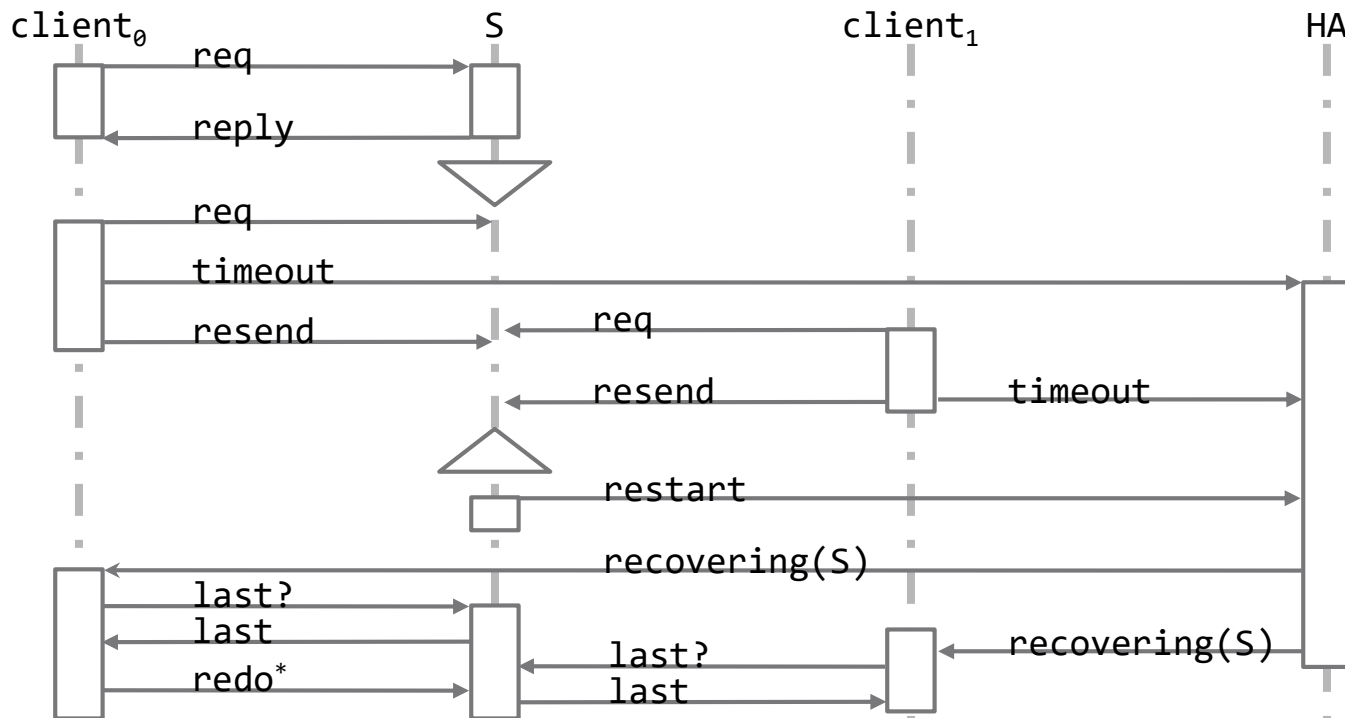 client₀ S client₁ HA
req
reply
req
timeout
resend req
resend timeout
restart
recovering(S)
last?
last
last? recovering(S)
redo*
last